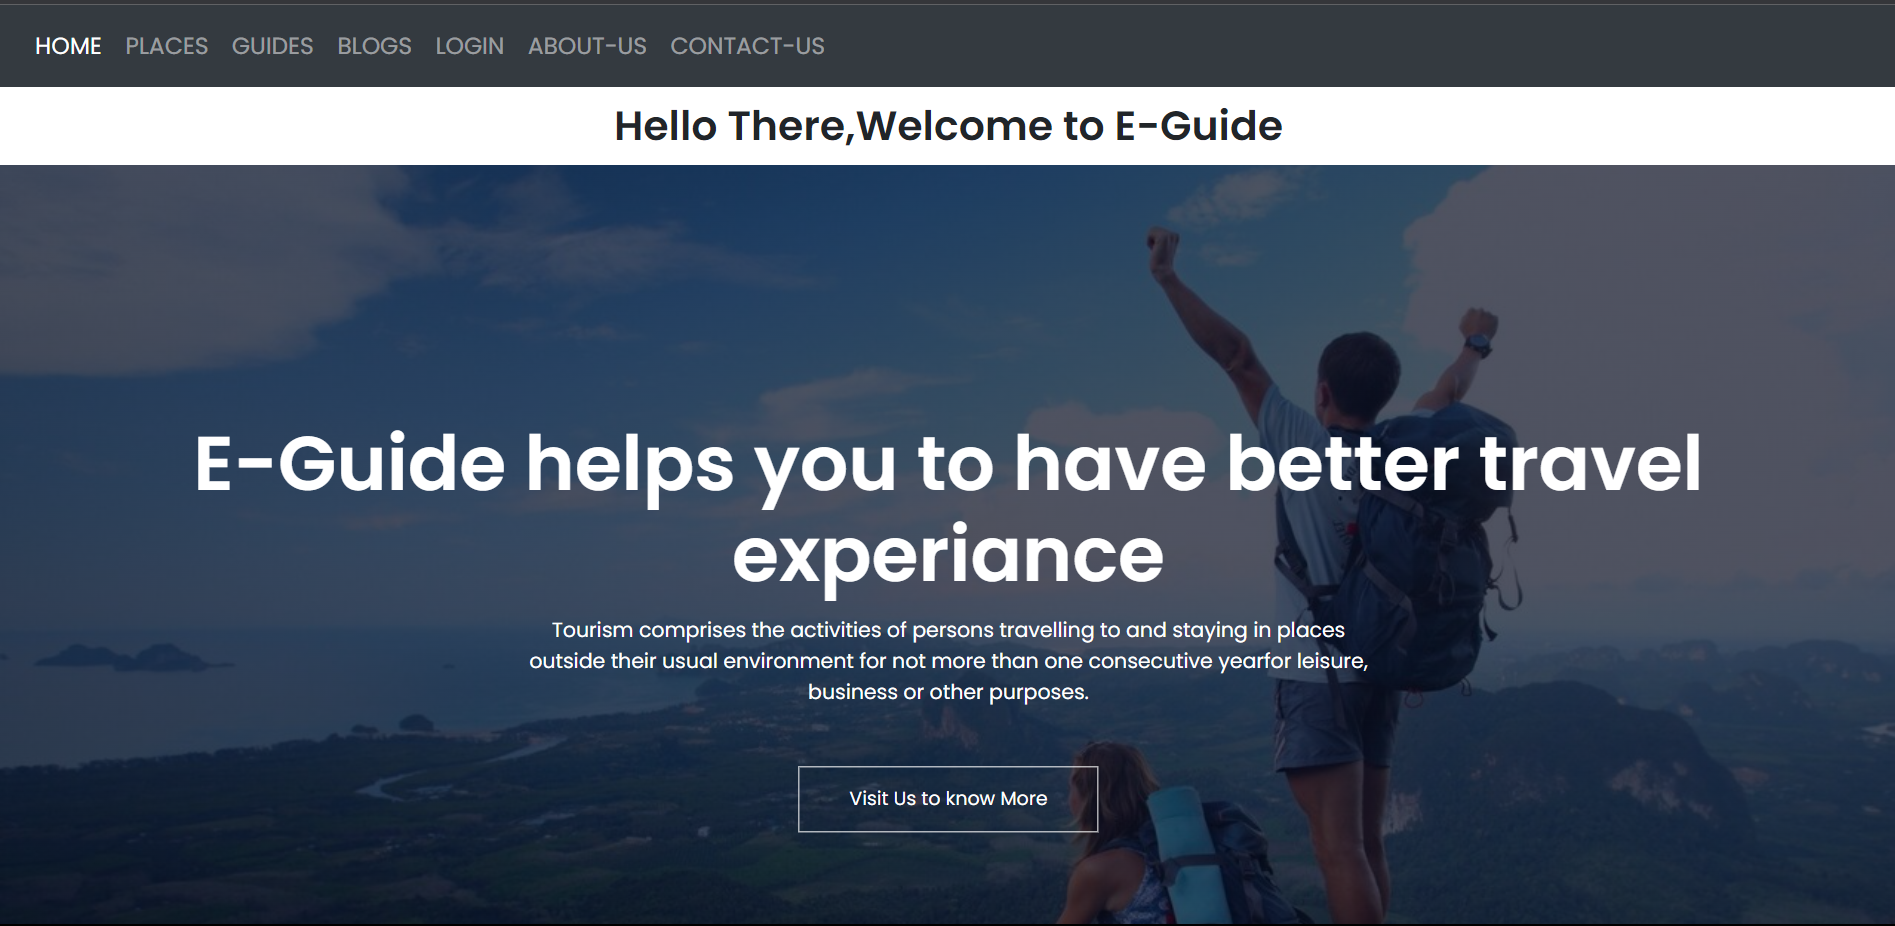 HOME PLACES GUIDES BLOGS LOGIN ABOUT-US CONTACT-US
Hello There,Welcome to E-Guide
E-Guide helps you to have better travel
experiance
Tourism comprises the activities of persons travelling to and staying in places
outside their usual environment for not more than one consecutive yearfor leisure,
business or other purposes.
Visit Us to know More